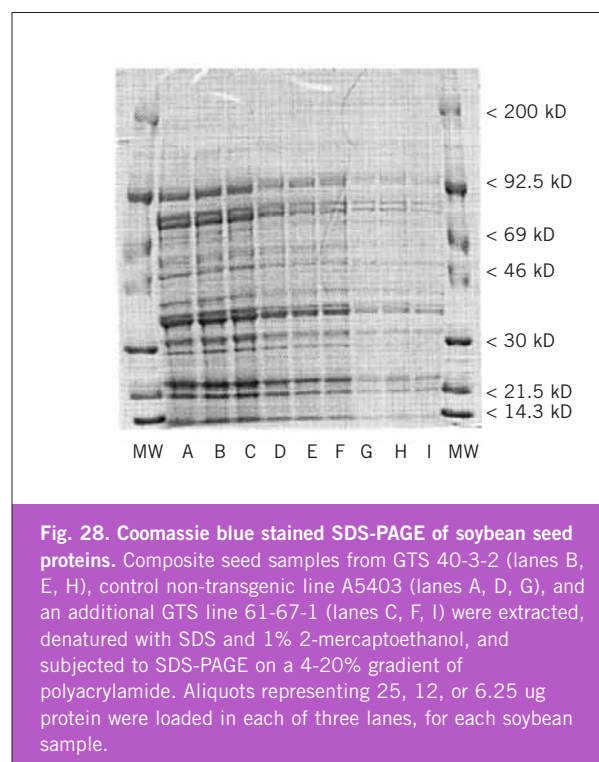 < 200 kD
< 92.5 kD
< 69 kD
< 46 kD
< 30 kD
< 21.5 kD
< 14.3 kD
MW A B C D E F G H I MW
Fig. 28. Coomassie blue stained SDS-PAGE of soybean seed
proteins. Composite seed samples from GTS 40-3-2 (lanes B,
E, H), control non-transgenic line A5403 (lanes A, D, G), and
an additional GTS line 61-67-1 (lanes C, F, I) were extracted,
denatured with SDS and 1% 2-mercaptoethanol, and
subjected to SDS-PAGE on a 4-20% gradient of
polyacrylamide. Aliquots representing 25, 12, or 6.25 ug
protein were loaded in each of three lanes, for each soybean
sample.